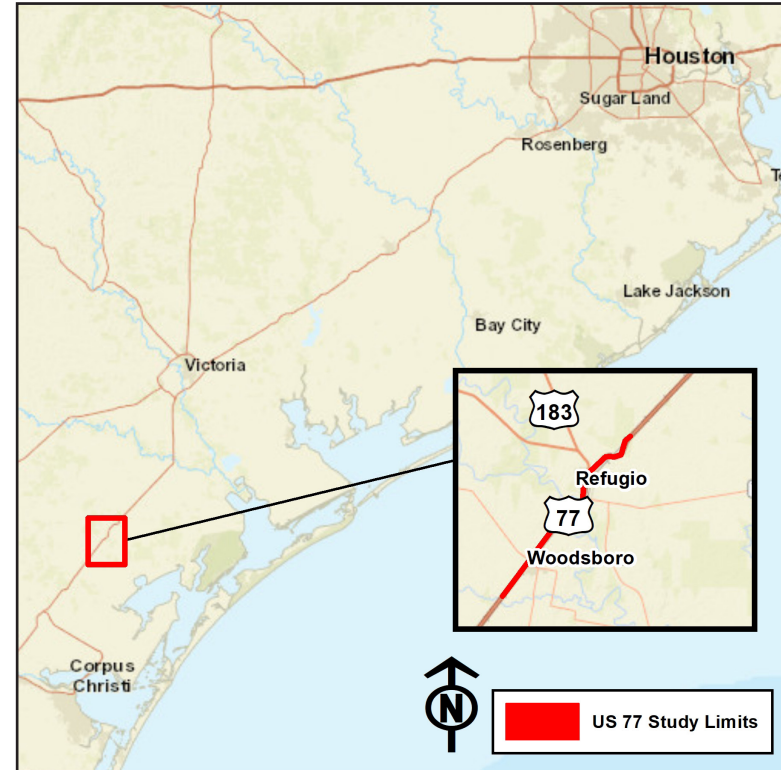 Houston
Sugar Land
Rosenberg
T
Lake Jackson
Bay City
Victoria
183
Refugio
77
Woodsboro
Corpus
Christi
N
US 77 Study Limits